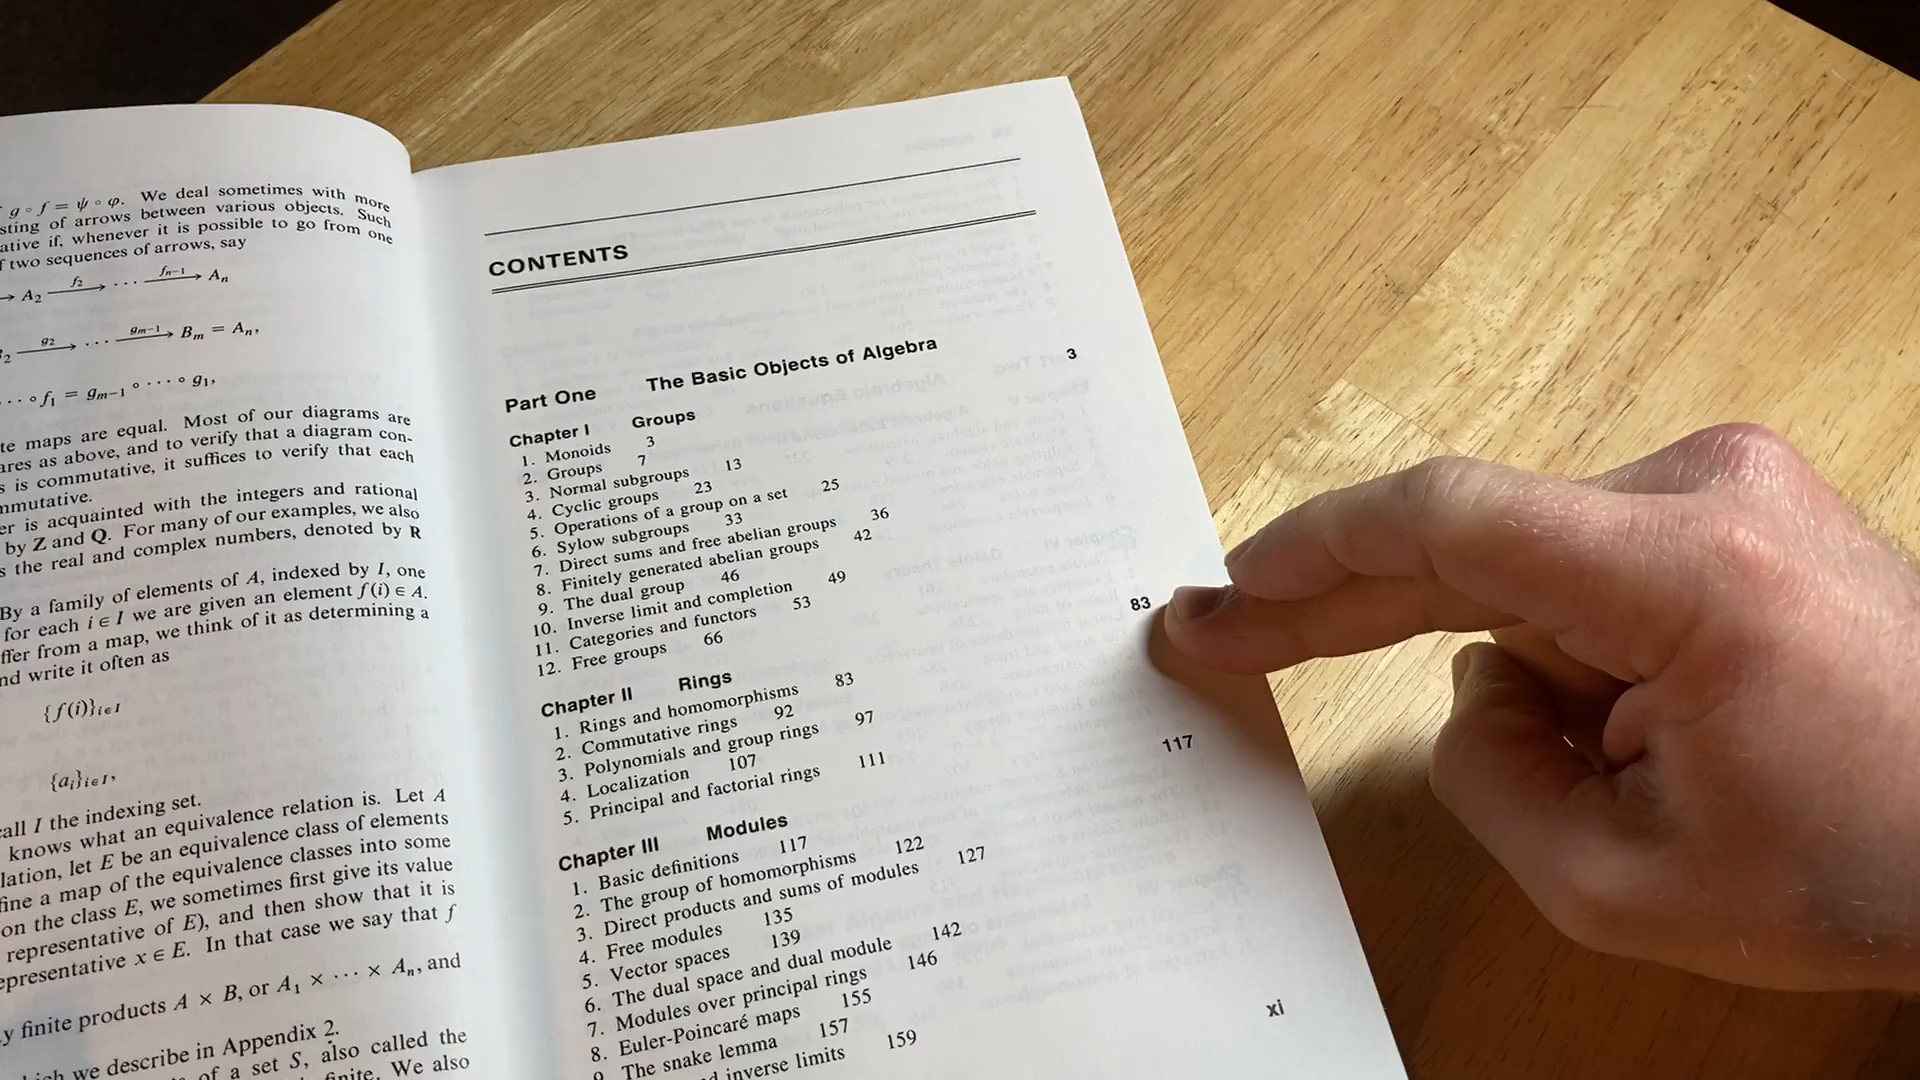 g ∘ f = ψ ∘ φ. We deal sometimes with more
sting of arrows between various objects. Such
ative if, whenever it is possible to go from one
f two sequences of arrows, say
→ A₂ f₂ → ⋯ fₙ₋₁ → Aₙ
g₂ → ⋯ gₘ₋₁ → Bₘ = Aₙ,
⋯ ∘ f₁ = gₘ₋₁ ∘ ⋯ ∘ g₁,
te maps are equal. Most of our diagrams are
ares as above, and to verify that a diagram con-
s is commutative, it suffices to verify that each
mmutative.
er is acquainted with the integers and rational
by Z and Q. For many of our examples, we also
s the real and complex numbers, denoted by R
By a family of elements of A, indexed by I, one
for each i ∈ I we are given an element f(i) ∈ A.
ffer from a map, we think of it as determining a
nd write it often as
{f(i)}i∈I
{aᵢ}i∈I,
call I the indexing set.
knows what an equivalence relation is. Let A
lation, let E be an equivalence class of elements
fine a map of the equivalence classes into some
on the class E, we sometimes first give its value
representative of E), and then show that it is
epresentative x ∈ E. In that case we say that f
y finite products A × B, or A₁ × ⋯ × Aₙ, and
hich we describe in Appendix 2.
of a set S, also called the
finite. We also
CONTENTS
Part One The Basic Objects of Algebra
Chapter I Groups 3
1. Monoids 3
2. Groups 7
3. Normal subgroups 13
4. Cyclic groups 23
5. Operations of a group on a set 25
6. Sylow subgroups 33
7. Direct sums and free abelian groups 36
8. Finitely generated abelian groups 42
9. The dual group 46
10. Inverse limit and completion 49
11. Categories and functors 53
12. Free groups 66
Chapter II Rings 83
1. Rings and homomorphisms 83
2. Commutative rings 92
3. Polynomials and group rings 97
4. Localization 107
5. Principal and factorial rings 111
Chapter III Modules 117
1. Basic definitions 117
2. The group of homomorphisms 122
3. Direct products and sums of modules 127
4. Free modules 135
5. Vector spaces 139
6. The dual space and dual module 142
7. Modules over principal rings 146
8. Euler-Poincaré maps 155
9. The snake lemma 157
inverse limits 159
xi